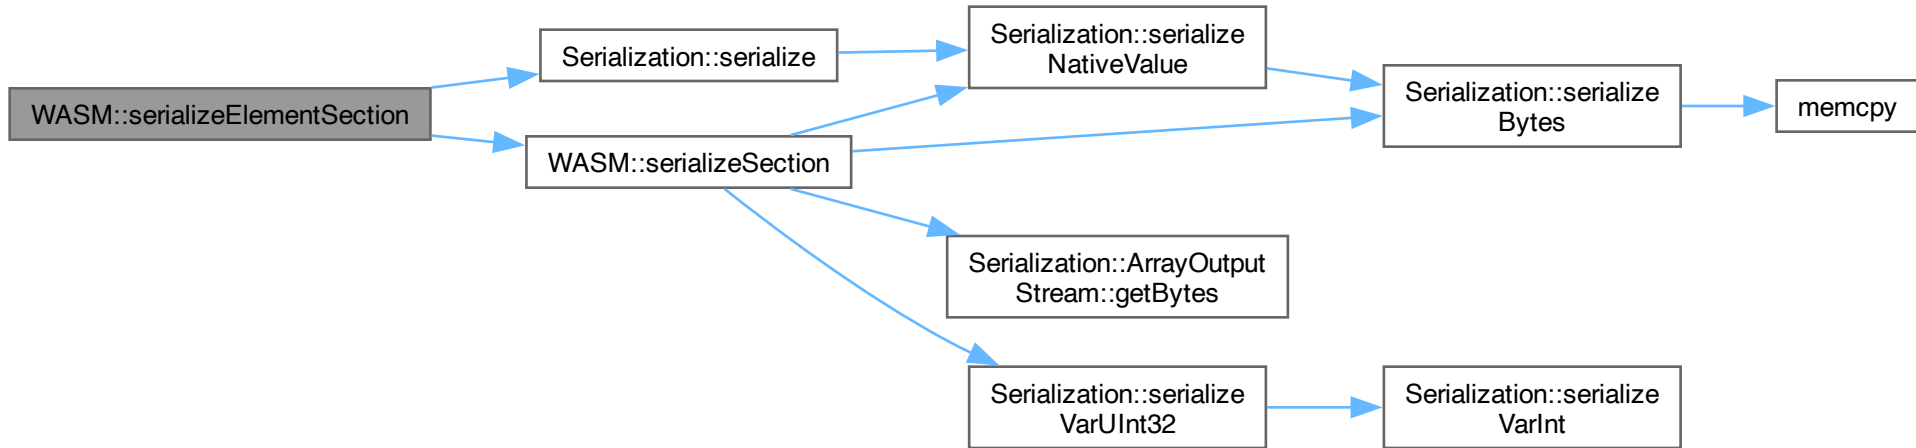 WASM::serializeElementSection
Serialization::serialize
WASM::serializeSection
Serialization::serialize
NativeValue
Serialization::ArrayOutput
Stream::getBytes
Serialization::serialize
VarUInt32
Serialization::serialize
Bytes
Serialization::serialize
VarInt
memcpy